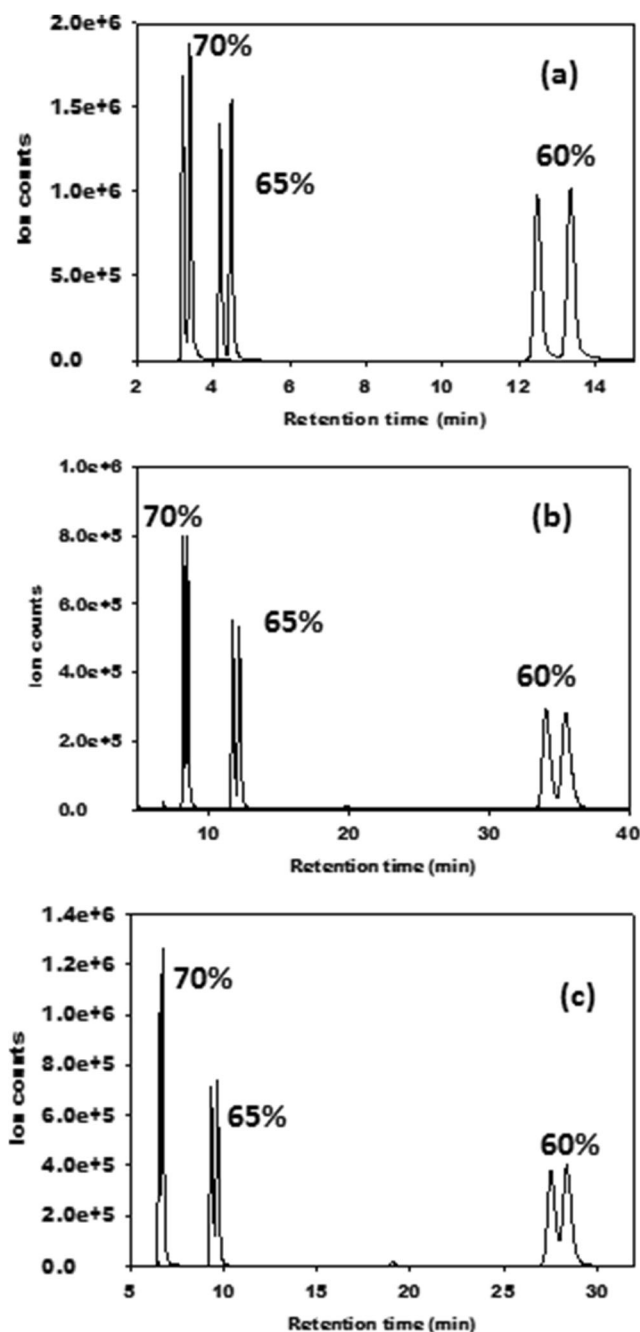 2.0e+6
70%
(a)
1.5e+6
65%
60%
1.0e+6
5.0e+5
0.0
Ion counts
2 4 6 8 10 12 14
Retention time (min)
1.0e+6
70%
(b)
8.0e+5
65%
6.0e+5
60%
4.0e+5
2.0e+5
0.0
Ion counts
10 20 30 40
Retention time (min)
1.4e+6
70%
(c)
1.2e+6
1.0e+6
8.0e+5
65%
60%
6.0e+5
4.0e+5
2.0e+5
0.0
Ion counts
5 10 15 20 25 30
Retention time (min)